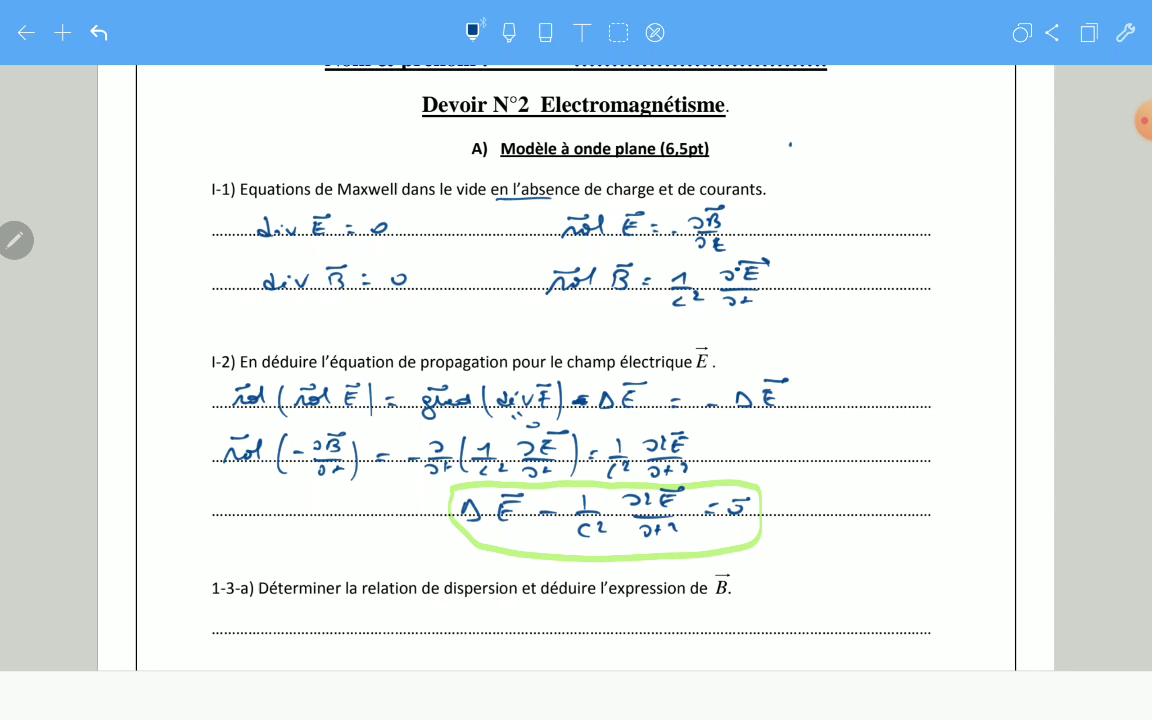 Devoir N°2 Electromagnétisme.
A) Modèle à onde plane (6,5pt)
I-1) Equations de Maxwell dans le vide en l'absence de charge et de courants.
div E⃗ = 0 rot E⃗ = - ∂B⃗/∂t
div B⃗ = 0 rot B⃗ = 1/c² ∂E⃗/∂t
I-2) En déduire l'équation de propagation pour le champ électrique E⃗ .
rot ( rot E⃗ ) = grad ( div E⃗ ) - Δ E⃗ = - Δ E⃗
rot ( - ∂B⃗/∂t ) = - ∂/∂t ( 1/c² ∂E⃗/∂t ) = 1/c² ∂²E⃗/∂t²
Δ E⃗ - 1/c² ∂²E⃗/∂t² = 0⃗
1-3-a) Déterminer la relation de dispersion et déduire l'expression de B⃗.